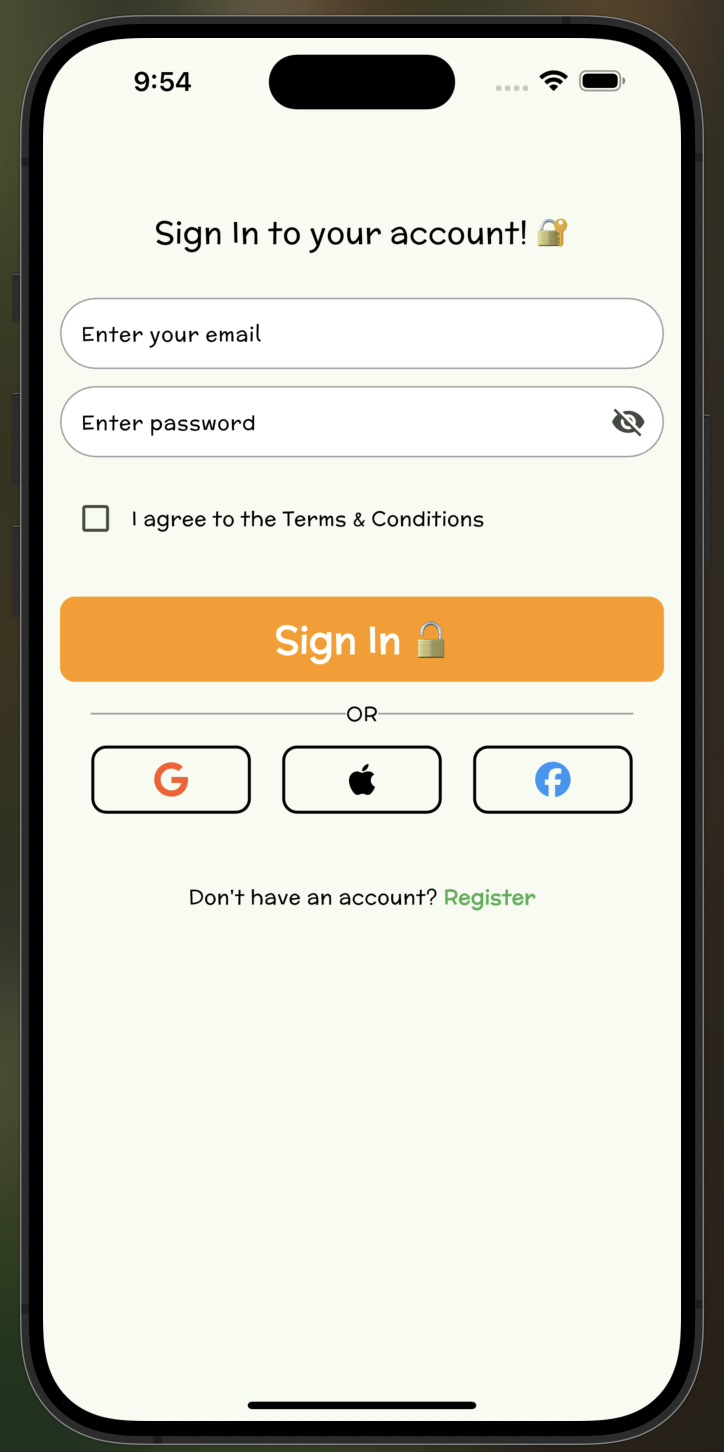 9:54
Sign In to your account! 🔐
Enter your email
Enter password
I agree to the Terms & Conditions
Sign In 🔓
OR
Don't have an account? Register